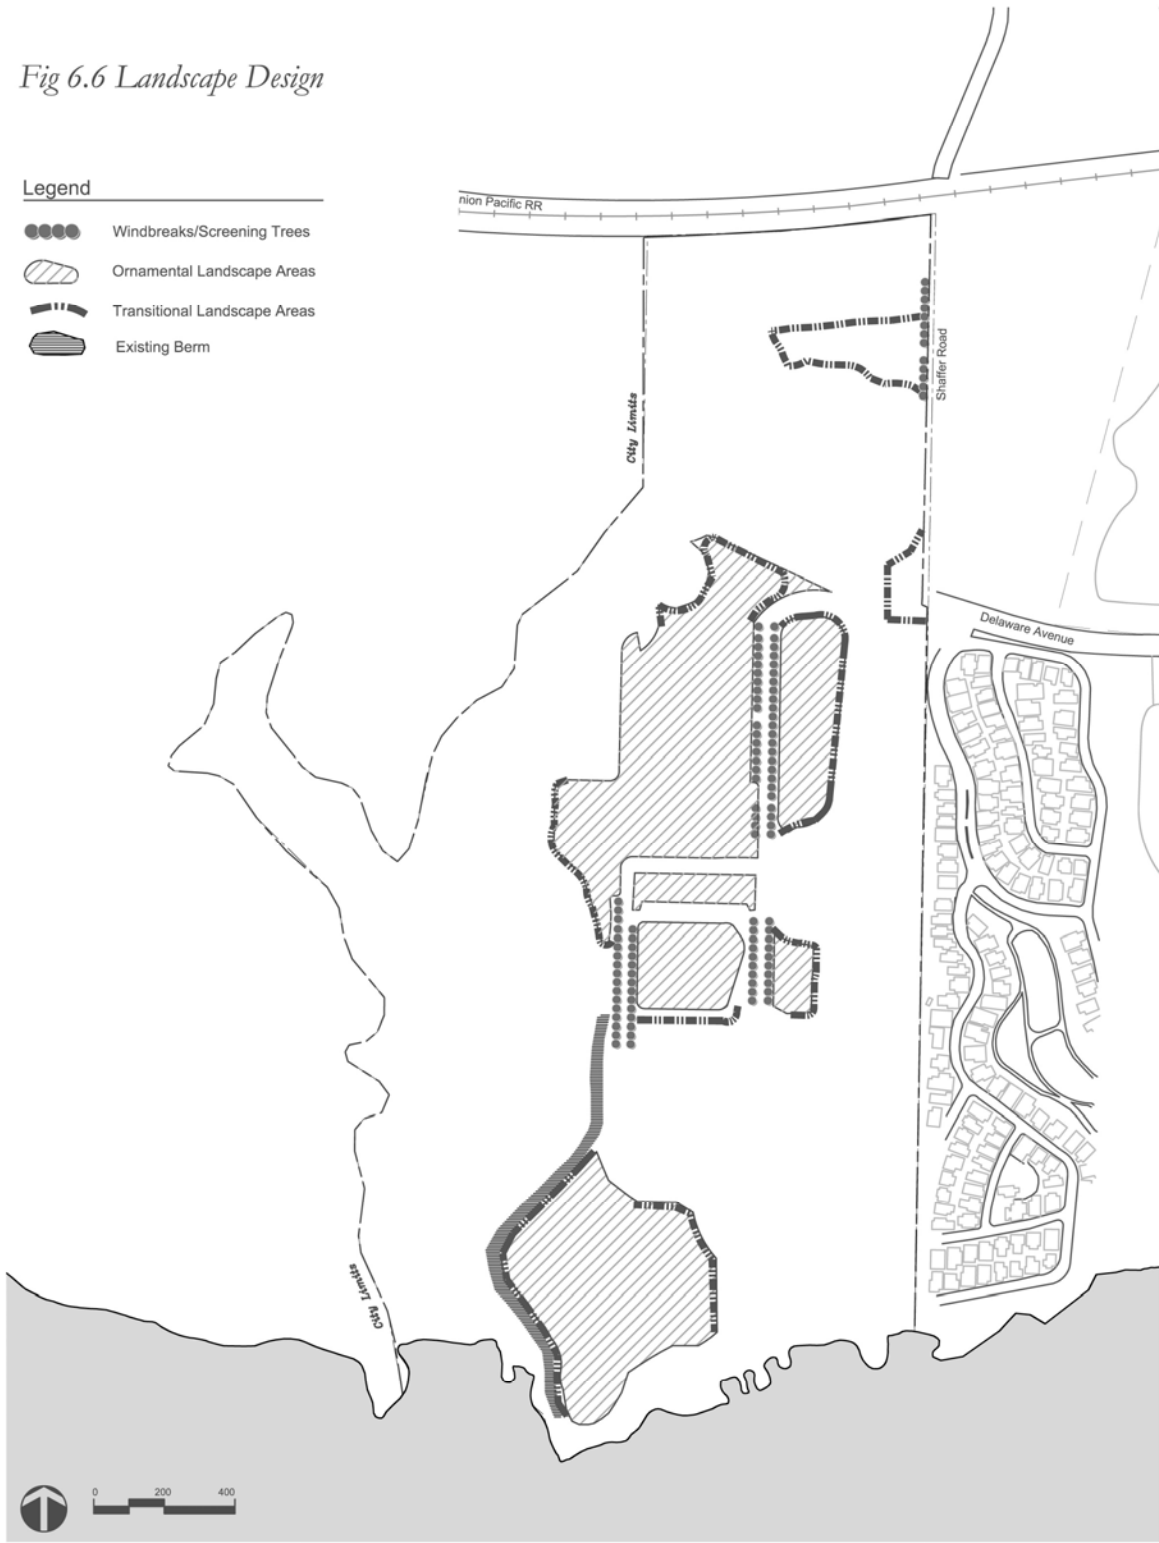 Fig 6.6 Landscape Design
Legend
Windbreaks/Screening Trees
Ornamental Landscape Areas
Transitional Landscape Areas
Existing Berm
nion Pacific RR
Shaffer Road
City Limits
Delaware Avenue
City Limits
0 200 400